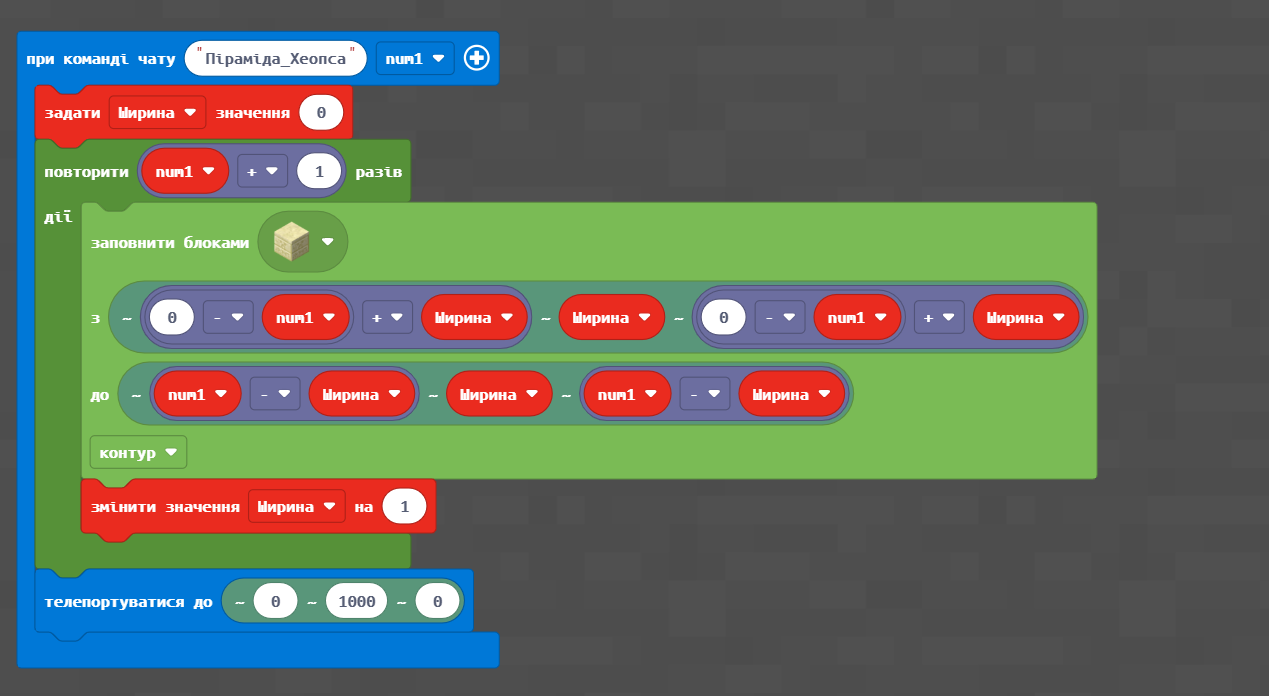 при команді чату "Піраміда_Хеопса" num1
задати Ширина значення 0
повторити num1 + 1 разів
дії
заповнити блоками
з ~ 0 - num1 + Ширина ~ Ширина ~ 0 - num1 + Ширина
до ~ num1 - Ширина ~ Ширина ~ num1 - Ширина
контур
змінити значення Ширина на 1
телепортуватися до ~ 0 ~ 1000 ~ 0